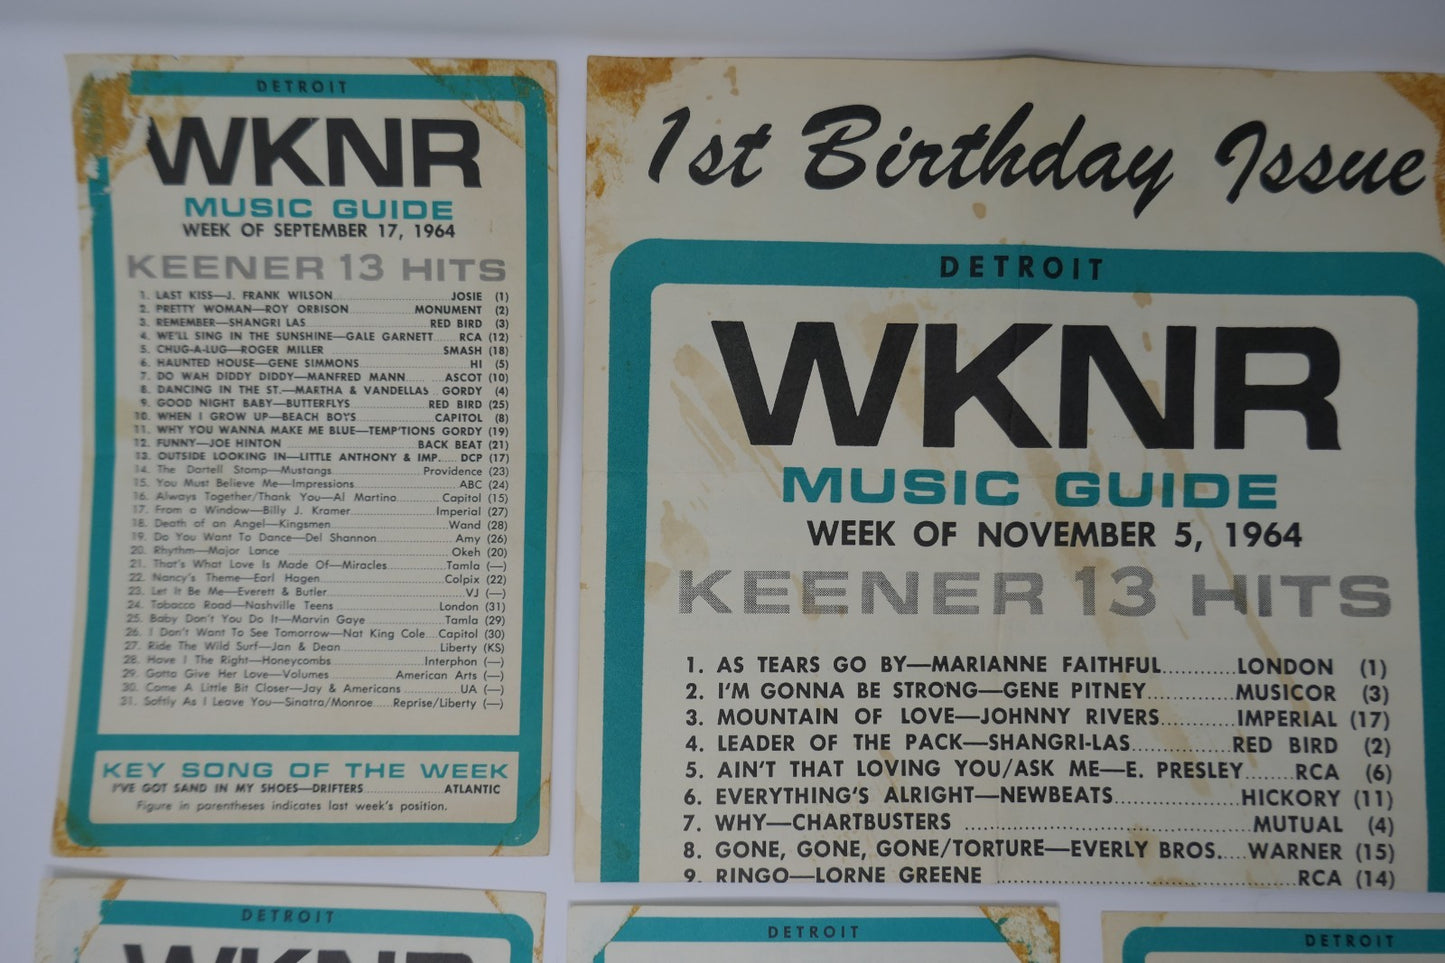 DETROIT
WKNR
MUSIC GUIDE
WEEK OF SEPTEMBER 17, 1964
KEENER 13 HITS
1. LAST KISS—J. FRANK WILSON JOSIE (1)
2. PRETTY WOMAN—ROY ORBISON MONUMENT (2)
3. REMEMBER—SHANGRI LAS RED BIRD (3)
4. WE'LL SING IN THE SUNSHINE—GALE GARNETT RCA (12)
5. CHUG-A-LUG—ROGER MILLER SMASH (18)
6. HAUNTED HOUSE—GENE SIMMONS HI (5)
7. DO WAH DIDDY DIDDY—MANFRED MANN ASCOT (10)
8. DANCING IN THE ST.—MARTHA & VANDELLAS GORDY (4)
9. GOOD NIGHT BABY—BUTTERFLYS RED BIRD (25)
10. WHEN I GROW UP—BEACH BOYS CAPITOL (8)
11. WHY YOU WANNA MAKE ME BLUE—TEMP'TIONS GORDY (19)
12. FUNNY—JOE HINTON BACK BEAT (21)
13. OUTSIDE LOOKING IN—LITTLE ANTHONY & IMP. DCP (17)
14. The Dartell Stomp—Mustangs Providence (23)
15. You Must Believe Me—Impressions ABC (24)
16. Always Together/Thank You—Al Martino Capitol (15)
17. From a Window—Billy J. Kramer Imperial (27)
18. Death of an Angel—Kingsmen Wand (28)
19. Do You Want To Dance—Del Shannon Amy (26)
20. Rhythm—Major Lance Okeh (20)
21. That's What Love Is Made Of—Miracles Tamla (—)
22. Nancy's Theme—Earl Hagen Colpix (22)
23. Let It Be Me—Everett & Butler VJ (—)
24. Tobacco Road—Nashville Teens London (31)
25. Baby Don't You Do It—Marvin Gaye Tamla (29)
26. I Don't Want To See Tomorrow—Nat King Cole Capitol (30)
27. Ride The Wild Surf—Jan & Dean Liberty (KS)
28. Have I The Right—Honeycombs Interphon (—)
29. Gotta Give Her Love—Volumes American Arts (—)
30. Come A Little Bit Closer—Jay & Americans UA (—)
31. Softly As I Leave You—Sinatra/Monroe Reprise/Liberty (—)
KEY SONG OF THE WEEK
I'VE GOT SAND IN MY SHOES—DRIFTERS ATLANTIC
Figure in parentheses indicates last week's position.
1st Birthday Issue
DETROIT
WKNR
MUSIC GUIDE
WEEK OF NOVEMBER 5, 1964
KEENER 13 HITS
1. AS TEARS GO BY—MARIANNE FAITHFUL LONDON (1)
2. I'M GONNA BE STRONG—GENE PITNEY MUSICOR (3)
3. MOUNTAIN OF LOVE—JOHNNY RIVERS IMPERIAL (17)
4. LEADER OF THE PACK—SHANGRI-LAS RED BIRD (2)
5. AIN'T THAT LOVING YOU/ASK ME—E. PRESLEY RCA (6)
6. EVERYTHING'S ALRIGHT—NEWBEATS HICKORY (11)
7. WHY—CHARTBUSTERS MUTUAL (4)
8. GONE, GONE, GONE/TORTURE—EVERLY BROS. WARNER (15)
9. RINGO—LORNE GREENE RCA (14)
DETROIT
WKNR
DETROIT
DETROIT